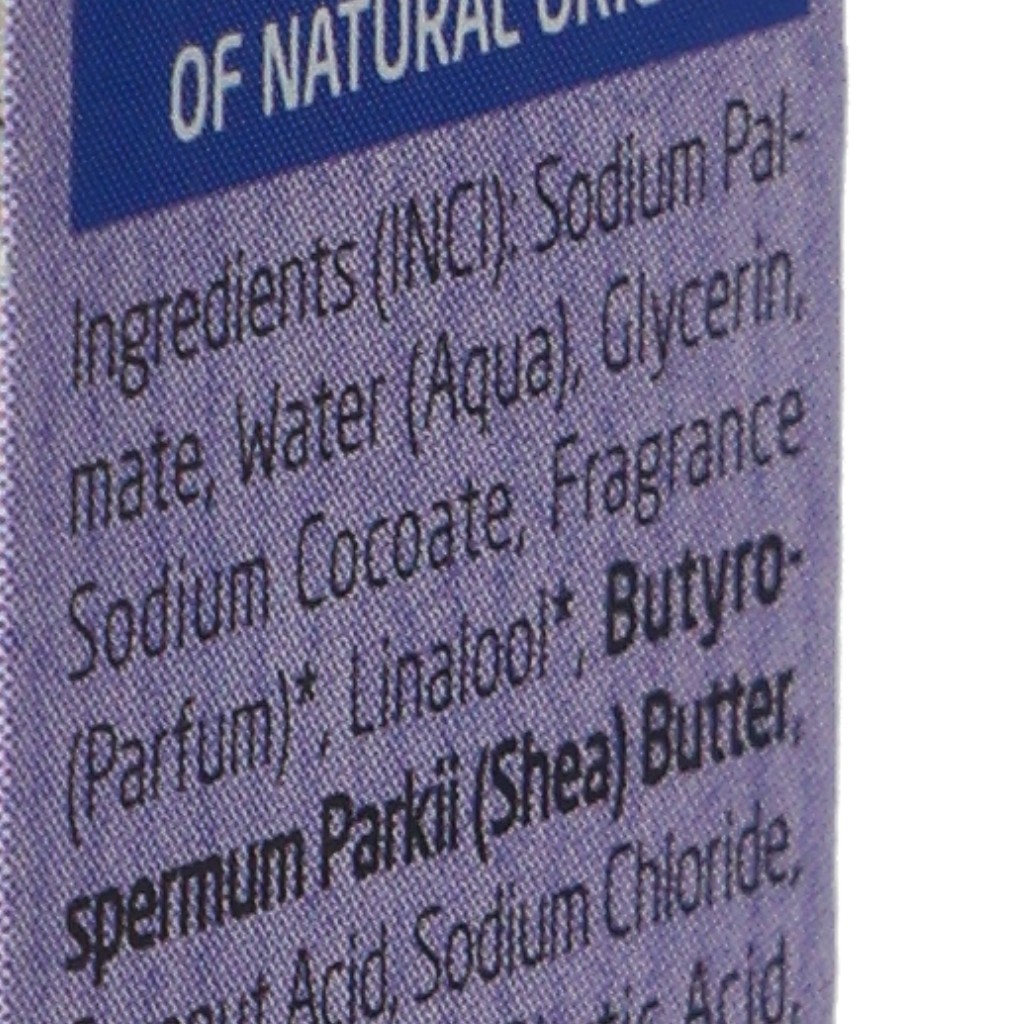 OF NATURAL
Ingredients (INCI): Sodium Pal-
mate, Water (Aqua), Glycerin,
Sodium Cocoate, Fragrance
(Parfum)*, Linalool*, Butyro-
spermum Parkii (Shea) Butter,
Acid, Sodium Chloride,
Acid,